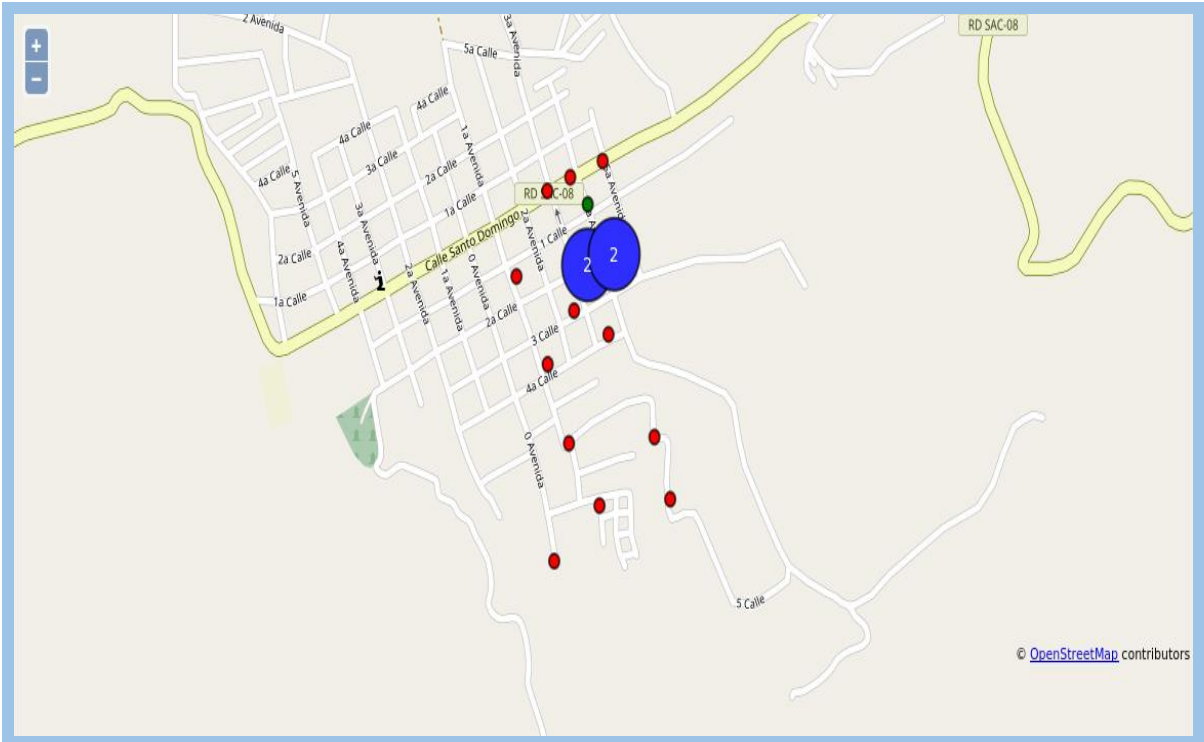 +
−
RD SAC-08
2 Avenida
3a Avenida
5a Calle
4a Calle
4a Calle
1a Avenida
3a Calle
2a Calle
4a Calle
5 Avenida
RD SAC-08
6a Avenida
1a Calle
3a Avenida
2a Avenida
Calle Santo Domingo
1 Calle
4a Avenida
2a Calle
2
2
2a Avenida
1a Avenida
0 Avenida
1a Calle
i
2a Calle
3 Calle
4a Calle
0 Avenida
5 Calle
© OpenStreetMap contributors